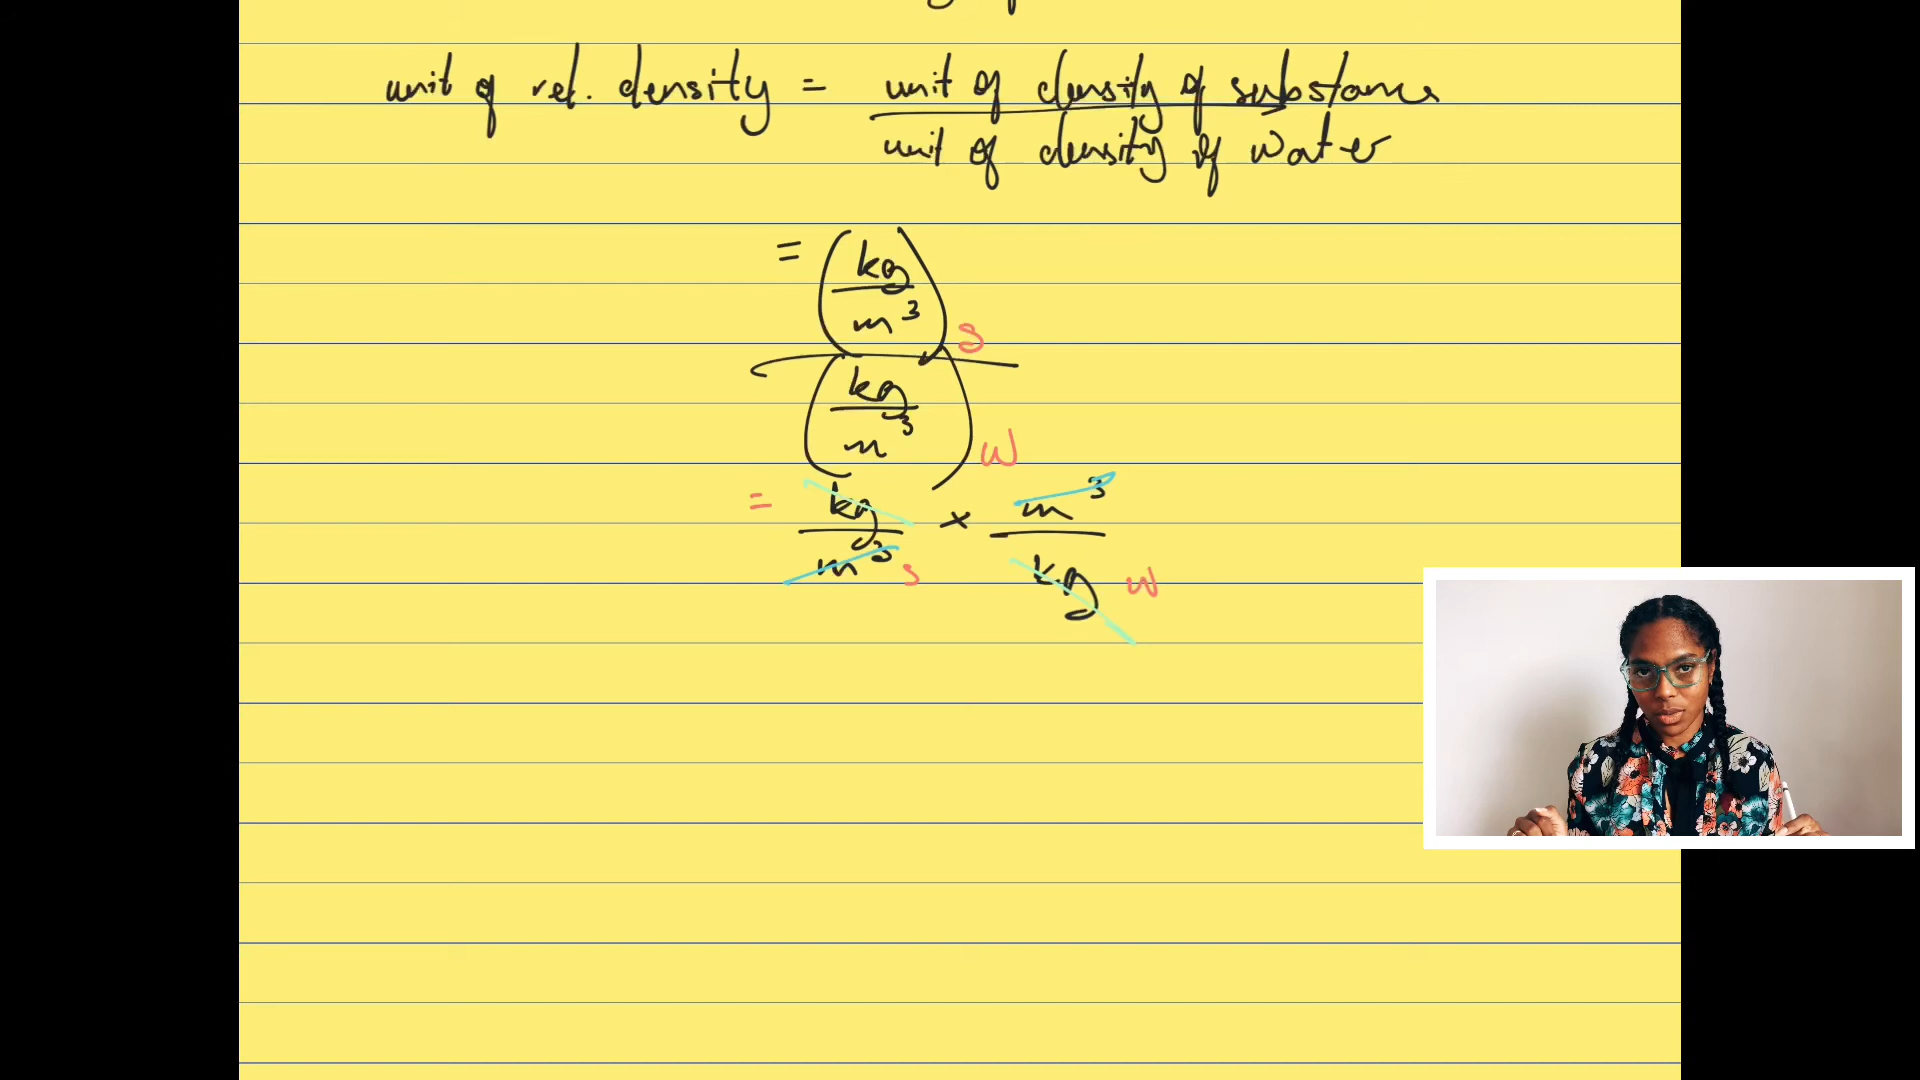 unit of rel. density = unit of density of substance
unit of density of water
= (kg
m³) s
(kg
m³) w
= kg × m³
m³ s kg w